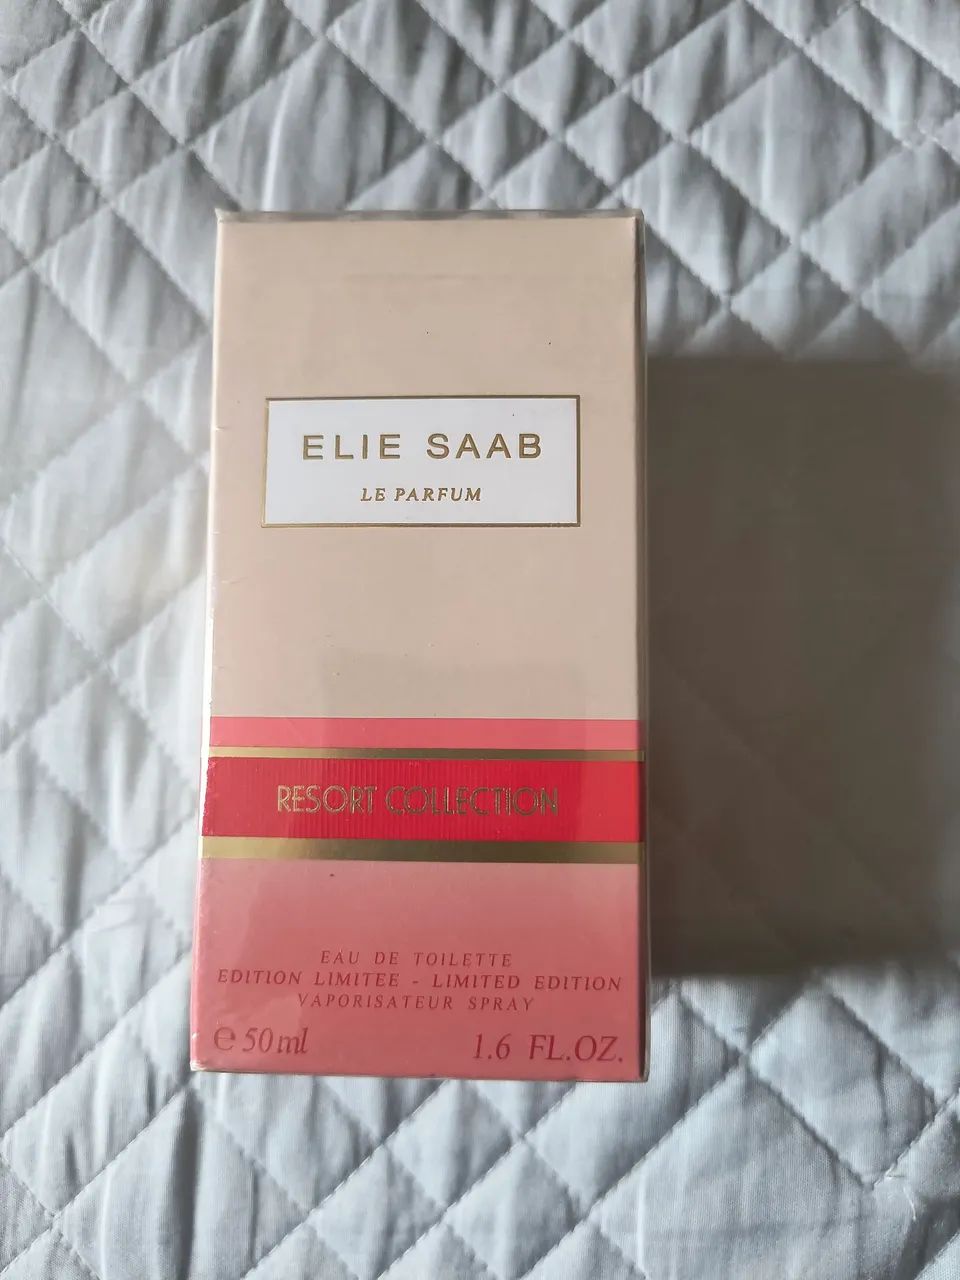 ELIE SAAB
LE PARFUM
RESORT COLLECTION
EAU DE TOILETTE
EDITION LIMITEE - LIMITED EDITION
VAPORISATEUR SPRAY
℮ 50 ml 1.6 FL.OZ.